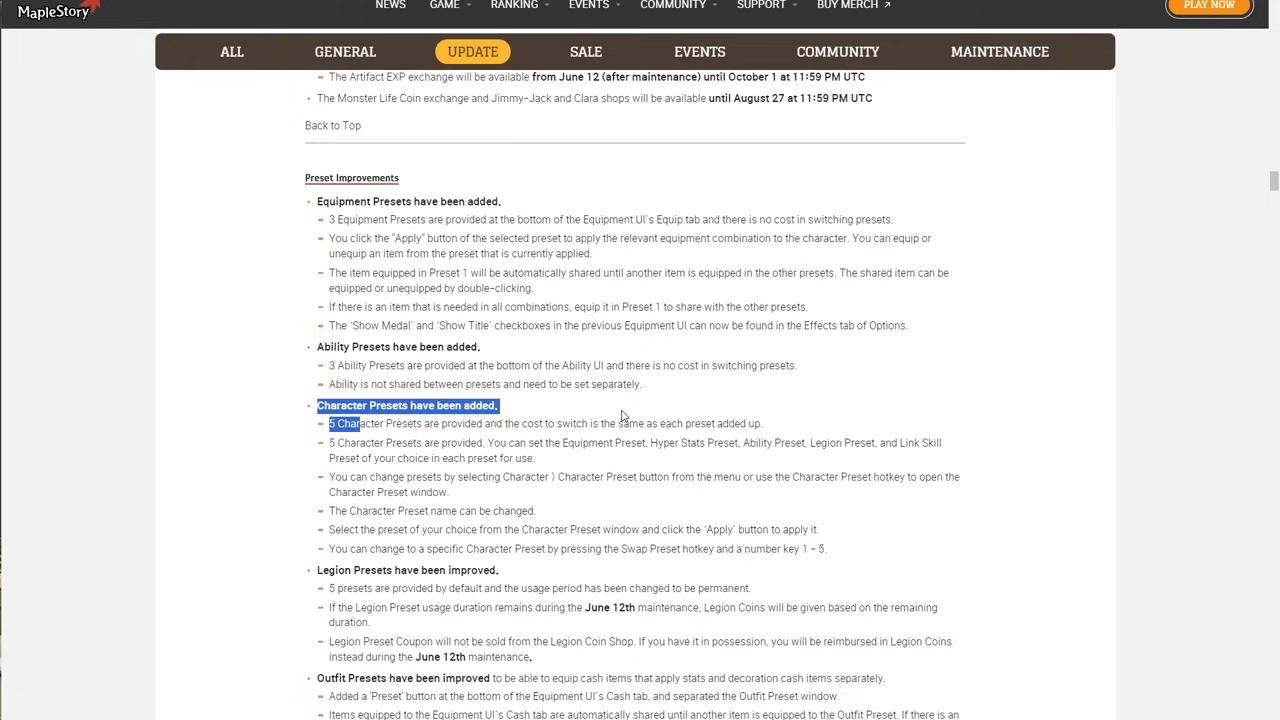 MapleStory
NEWS GAME RANKING EVENTS COMMUNITY SUPPORT BUY MERCH ↗ PLAY NOW
ALL GENERAL UPDATE SALE EVENTS COMMUNITY MAINTENANCE
The Artifact EXP exchange will be available from June 12 (after maintenance) until October 1 at 11:59 PM UTC
The Monster Life Coin exchange and Jimmy-Jack and Clara shops will be available until August 27 at 11:59 PM UTC
Back to Top
Preset Improvements
Equipment Presets have been added.
3 Equipment Presets are provided at the bottom of the Equipment UI's Equip tab and there is no cost in switching presets.
You click the "Apply" button of the selected preset to apply the relevant equipment combination to the character. You can equip or
unequip an item from the preset that is currently applied.
The item equipped in Preset 1 will be automatically shared until another item is equipped in the other presets. The shared item can be
equipped or unequipped by double-clicking.
If there is an item that is needed in all combinations, equip it in Preset 1 to share with the other presets.
The 'Show Medal' and 'Show Title' checkboxes in the previous Equipment UI can now be found in the Effects tab of Options.
Ability Presets have been added.
3 Ability Presets are provided at the bottom of the Ability UI and there is no cost in switching presets.
Ability is not shared between presets and need to be set separately.
Character Presets have been added.
5 Character Presets are provided and the cost to switch is the same as each preset added up.
5 Character Presets are provided. You can set the Equipment Preset, Hyper Stats Preset, Ability Preset, Legion Preset, and Link Skill
Preset of your choice in each preset for use.
You can change presets by selecting Character > Character Preset button from the menu or use the Character Preset hotkey to open the
Character Preset window.
The Character Preset name can be changed.
Select the preset of your choice from the Character Preset window and click the 'Apply' button to apply it.
You can change to a specific Character Preset by pressing the Swap Preset hotkey and a number key 1 - 5.
Legion Presets have been improved.
5 presets are provided by default and the usage period has been changed to be permanent.
If the Legion Preset usage duration remains during the June 12th maintenance, Legion Coins will be given based on the remaining
duration.
Legion Preset Coupon will not be sold from the Legion Coin Shop. If you have it in possession, you will be reimbursed in Legion Coins
instead during the June 12th maintenance.
Outfit Presets have been improved to be able to equip cash items that apply stats and decoration cash items separately.
Added a 'Preset' button at the bottom of the Equipment UI's Cash tab, and separated the Outfit Preset window.
Items equipped to the Equipment UI's Cash tab are automatically shared until another item is equipped to the Outfit Preset. If there is an